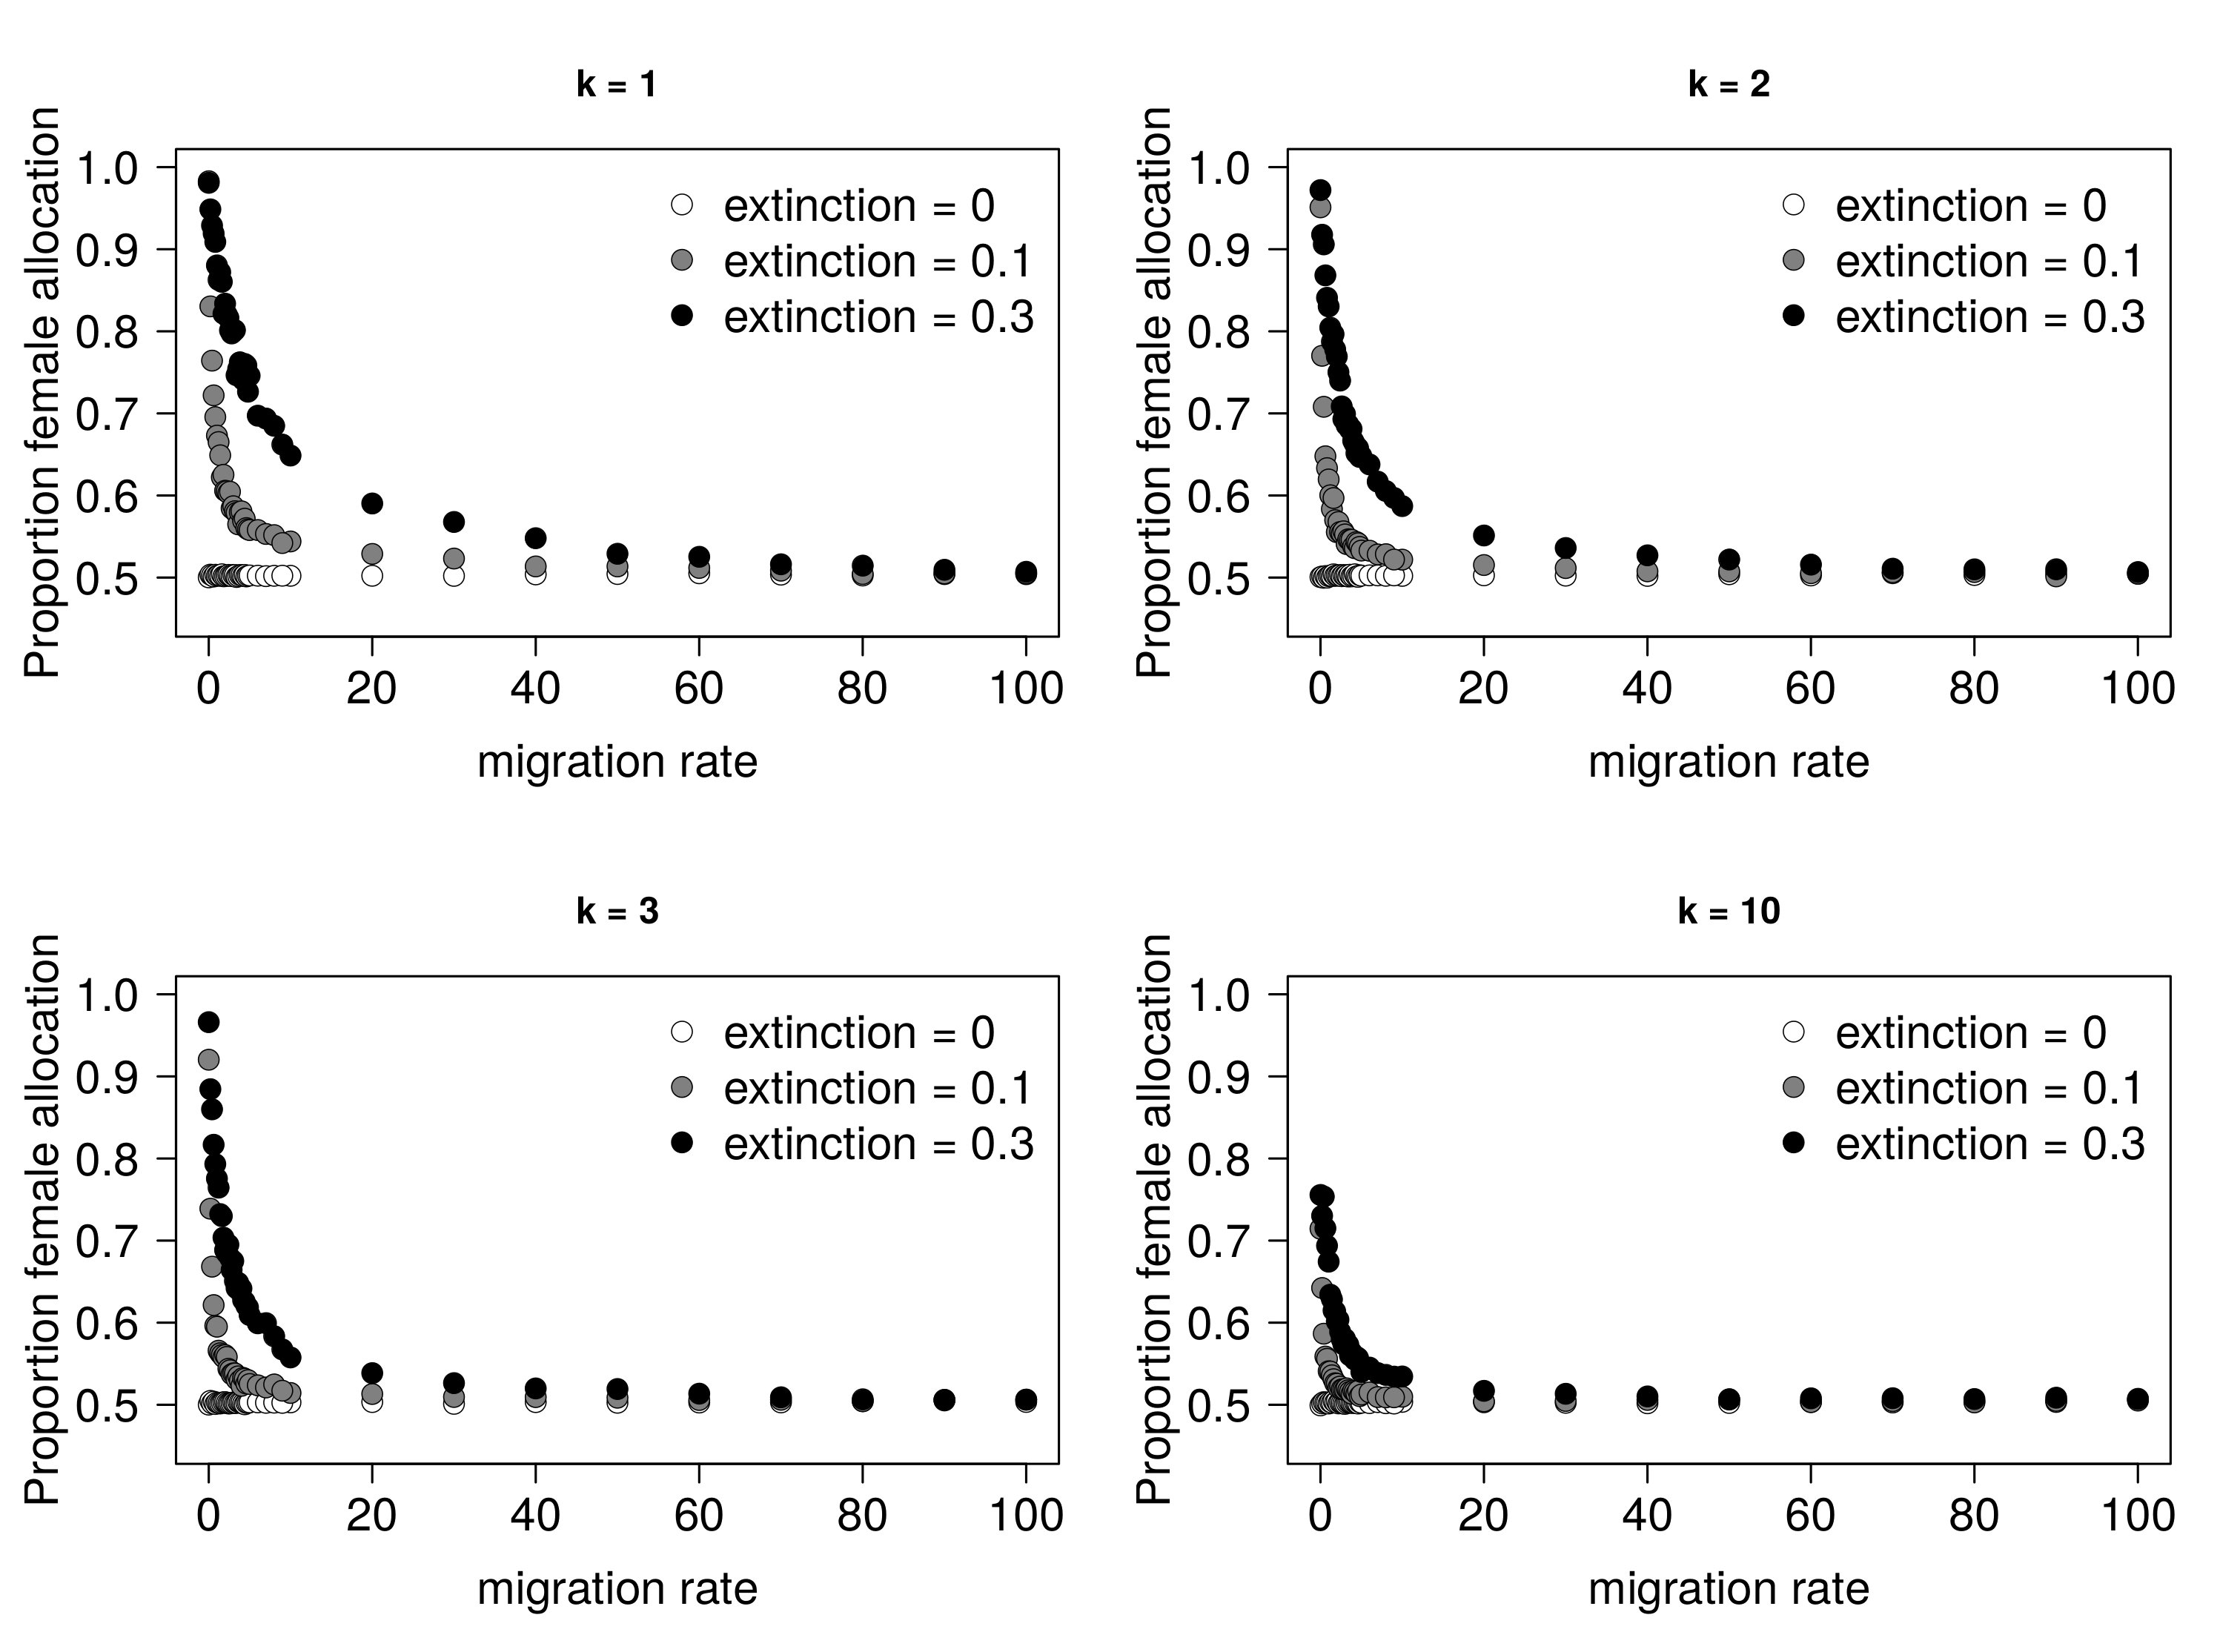 k = 1
Proportion female allocation
1.0
0.9
0.8
0.7
0.6
0.5
extinction = 0
extinction = 0.1
extinction = 0.3
0 20 40 60 80 100
migration rate
k = 2
Proportion female allocation
1.0
0.9
0.8
0.7
0.6
0.5
extinction = 0
extinction = 0.1
extinction = 0.3
0 20 40 60 80 100
migration rate
k = 3
Proportion female allocation
1.0
0.9
0.8
0.7
0.6
0.5
extinction = 0
extinction = 0.1
extinction = 0.3
0 20 40 60 80 100
migration rate
k = 10
Proportion female allocation
1.0
0.9
0.8
0.7
0.6
0.5
extinction = 0
extinction = 0.1
extinction = 0.3
0 20 40 60 80 100
migration rate